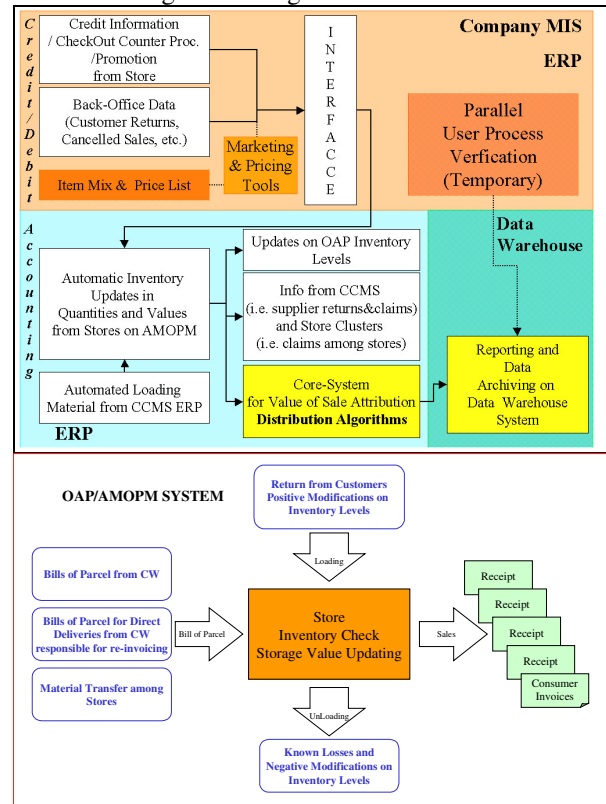 Credit/Debit
Credit Information
/ CheckOut Counter Proc.
/Promotion
from Store
Back-Office Data
(Customer Returns,
Cancelled Sales, etc.)
Item Mix & Price List
Marketing
& Pricing
Tools
INTERFACCE
Company MIS
ERP
Parallel
User Process
Verfication
(Temporary)
Accounting
Automatic Inventory
Updates in
Quantities and Values
from Stores on AMOPM
Automated Loading
Material from CCMS ERP
ERP
Updates on OAP Inventory
Levels
Info from CCMS
(i.e. supplier returns&claims)
and Store Clusters
(i.e. claims among stores)
Core-System
for Value of Sale Attribution
Distribution Algorithms
Data
Warehouse
Reporting and
Data
Archiving on
Data Warehouse
System
OAP/AMOPM SYSTEM
Return from Customers
Positive Modifications on
Inventory Levels
Loading
Bills of Parcel from CW
Bills of Parcel for Direct
Deliveries from CW
responsible for re-invoicing
Material Transfer among
Stores
Bill of Parcel
Store
Inventory Check
Storage Value Updating
Sales
Receipt
Receipt
Receipt
Receipt
Consumer
Invoices
UnLoading
Known Losses and
Negative Modifications on
Inventory Levels